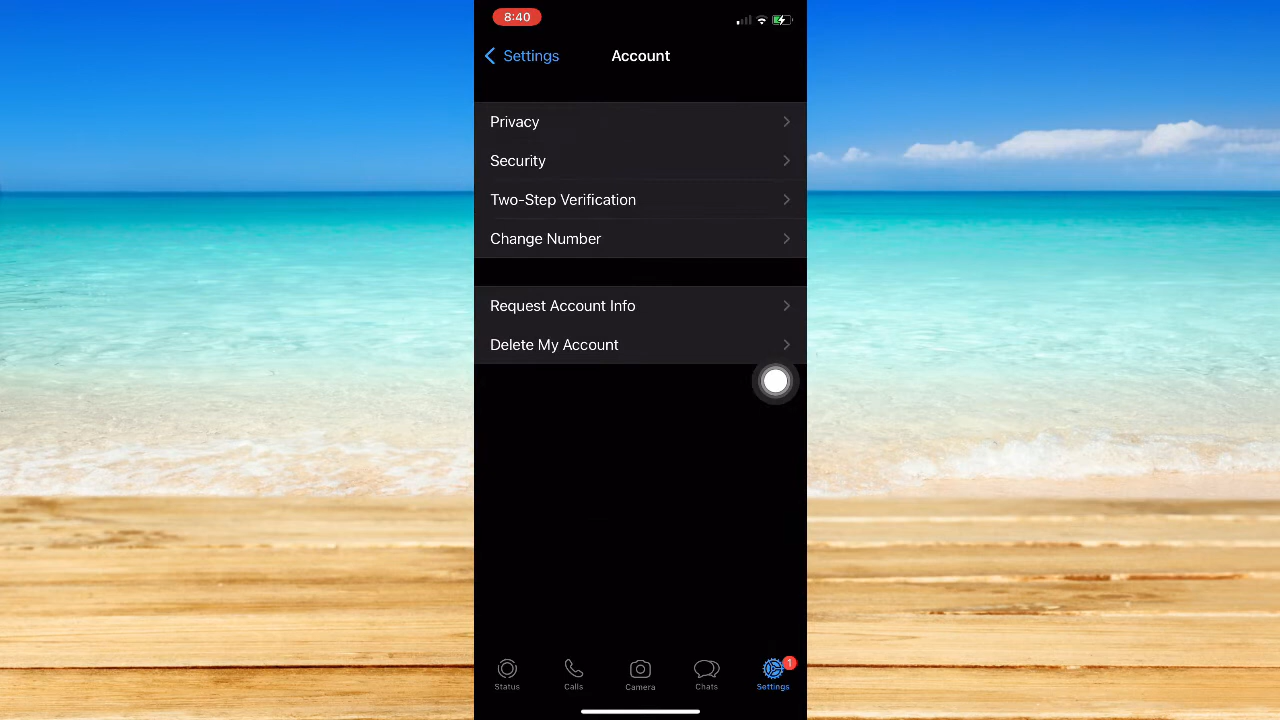 8:40
Settings
Account
Privacy
Security
Two-Step Verification
Change Number
Request Account Info
Delete My Account
1
Status
Calls
Camera
Chats
Settings